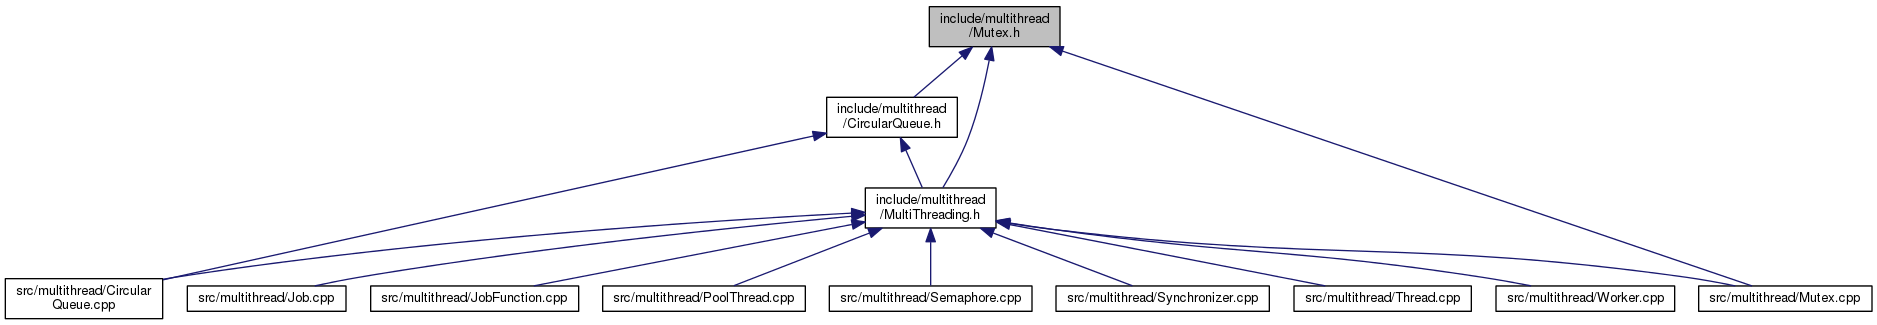 include/multithread
/Mutex.h
include/multithread
/CircularQueue.h
include/multithread
/MultiThreading.h
src/multithread/Circular
Queue.cpp
src/multithread/Job.cpp
src/multithread/JobFunction.cpp
src/multithread/PoolThread.cpp
src/multithread/Semaphore.cpp
src/multithread/Synchronizer.cpp
src/multithread/Thread.cpp
src/multithread/Worker.cpp
src/multithread/Mutex.cpp